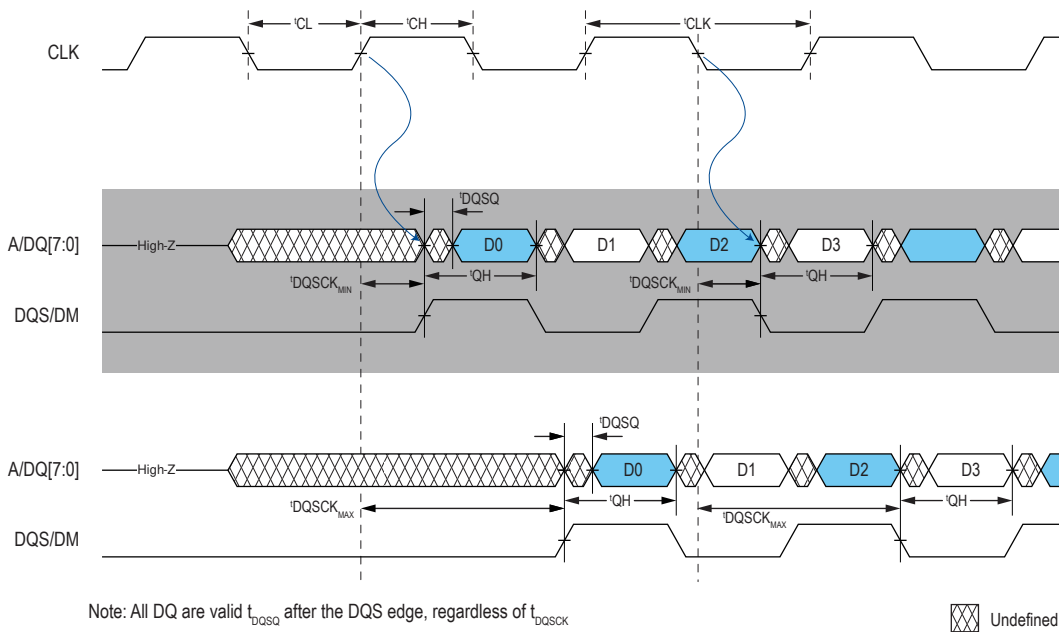 tCL tCH tCLK
CLK
tDQSQ
A/DQ[7:0] High-Z D0 D1 D2 D3
tDQSCKMIN tQH tDQSCKMIN tQH
DQS/DM
tDQSQ
A/DQ[7:0] High-Z D0 D1 D2 D3
tDQSCKMAX tQH tDQSCKMAX tQH
DQS/DM
Note: All DQ are valid tDQSQ after the DQS edge, regardless of tDQSCK
Undefined